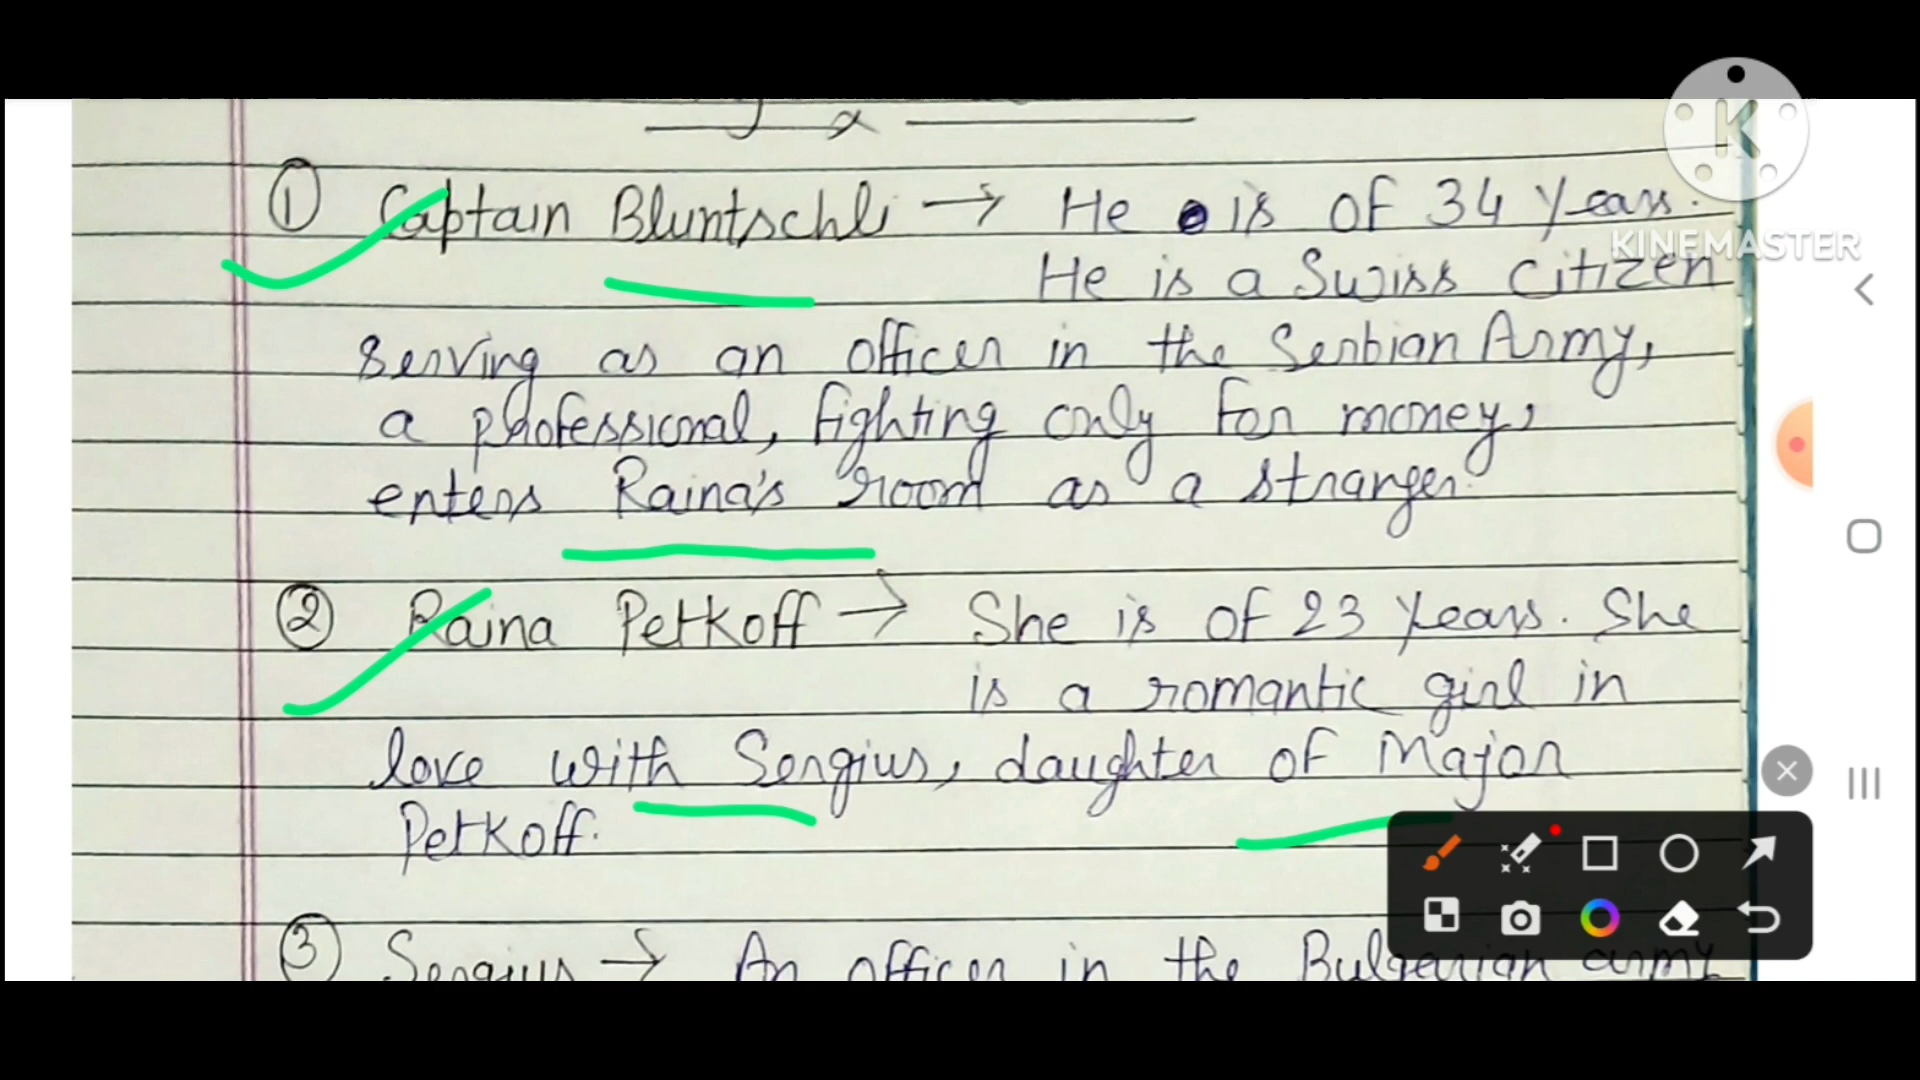 ① Captain Bluntschli → He is of 34 years.
He is a Swiss citizen
serving as an officer in the Serbian Army,
a professional, fighting only for money,
enters Raina's room as a stranger.
② Raina Petkoff → She is of 23 years. She
is a romantic girl in
love with Sergius, daughter of Major
Petkoff.
③ Sergius → An officer in the Bulgarian army
KINEMASTER